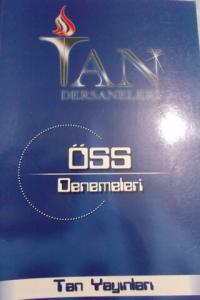 TAN
DERSANELERİ
ÖSS
Denemeleri
Tan Yayınları